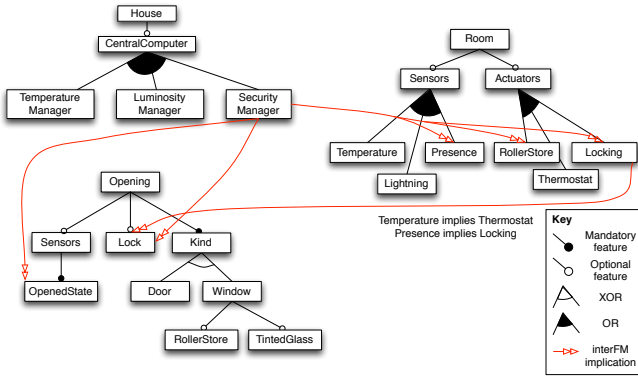 House
CentralComputer
Temperature
Manager
Luminosity
Manager
Security
Manager
Room
Sensors
Actuators
Temperature
Presence
RollerStore
Locking
Lightning
Thermostat
Opening
Sensors
Lock
Kind
OpenedState
Door
Window
RollerStore
TintedGlass
Temperature implies Thermostat
Presence implies Locking
Key
Mandatory
feature
Optional
feature
XOR
OR
interFM
implication